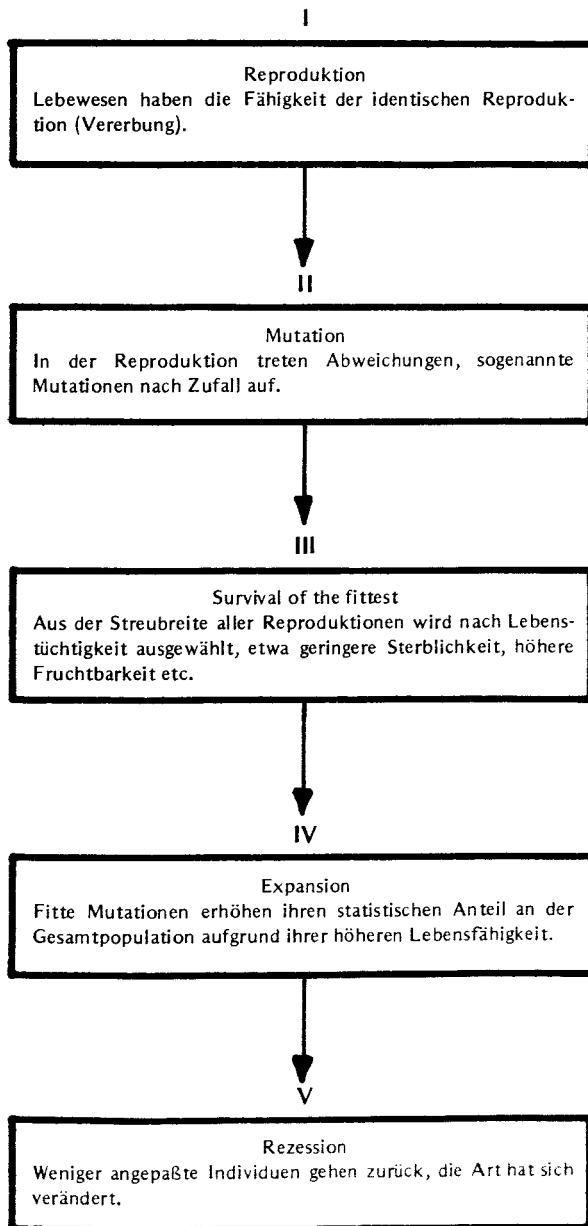 I
Reproduktion
Lebewesen haben die Fähigkeit der identischen Reproduk-
tion (Vererbung).
II
Mutation
In der Reproduktion treten Abweichungen, sogenannte
Mutationen nach Zufall auf.
III
Survival of the fittest
Aus der Streubreite aller Reproduktionen wird nach Lebens-
tüchtigkeit ausgewählt, etwa geringere Sterblichkeit, höhere
Fruchtbarkeit etc.
IV
Expansion
Fitte Mutationen erhöhen ihren statistischen Anteil an der
Gesamtpopulation aufgrund ihrer höheren Lebensfähigkeit.
V
Rezession
Weniger angepaßte Individuen gehen zurück, die Art hat sich
verändert.